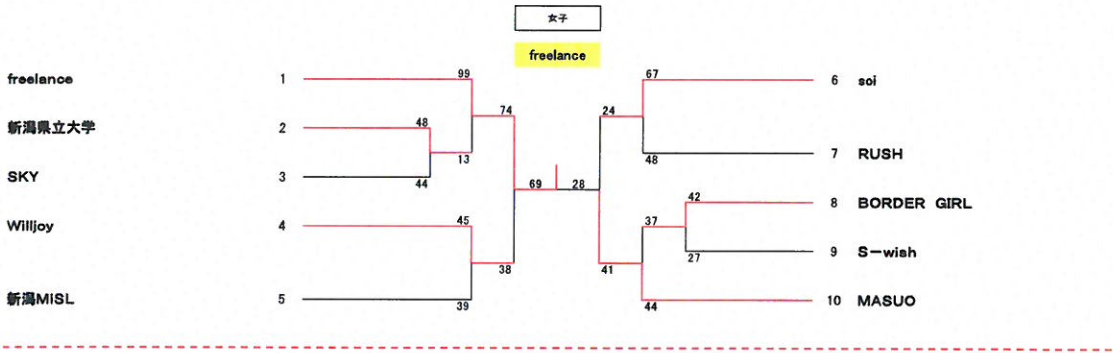 女子
freelance
freelance 1 99 67 6 soi
74 24
新潟県立大学 2 48
13 48 7 RUSH
SKY 3 44
69 28
42 8 BORDER GIRL
Willjoy 4 45 37
27 9 S-wish
38 41
新潟MISL 5 39 44 10 MASUO